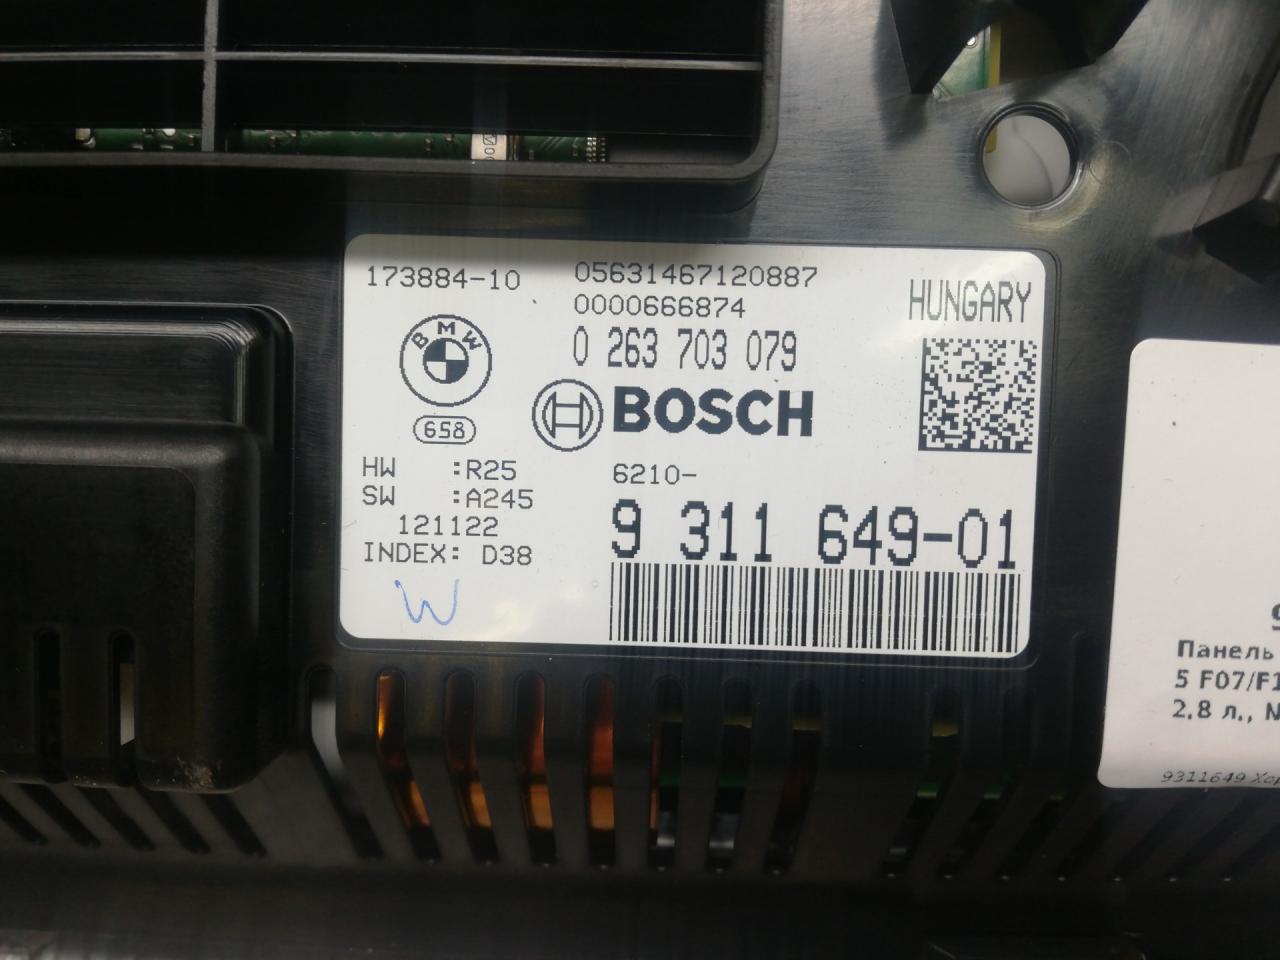 173884-10
05631467120887
0000666874
HUNGARY
0 263 703 079
BMW
BOSCH
658
HW :R25
SW :A245
121122
INDEX: D38
6210-
9 311 649-01
W
Панель
5 F07/F1
2.8 л.,
9311649